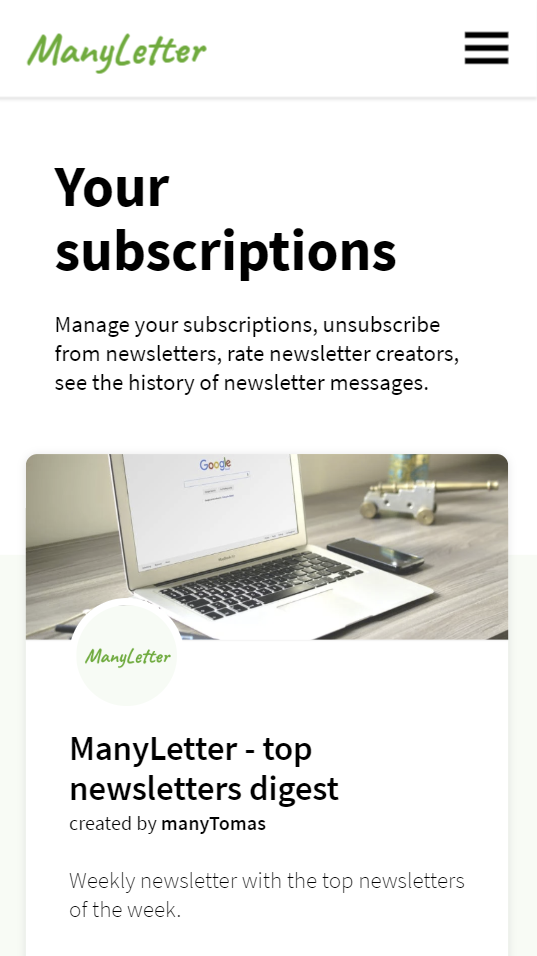 ManyLetter
Your
subscriptions
Manage your subscriptions, unsubscribe
from newsletters, rate newsletter creators,
see the history of newsletter messages.
Google
ManyLetter
ManyLetter - top
newsletters digest
created by manyTomas
Weekly newsletter with the top newsletters
of the week.